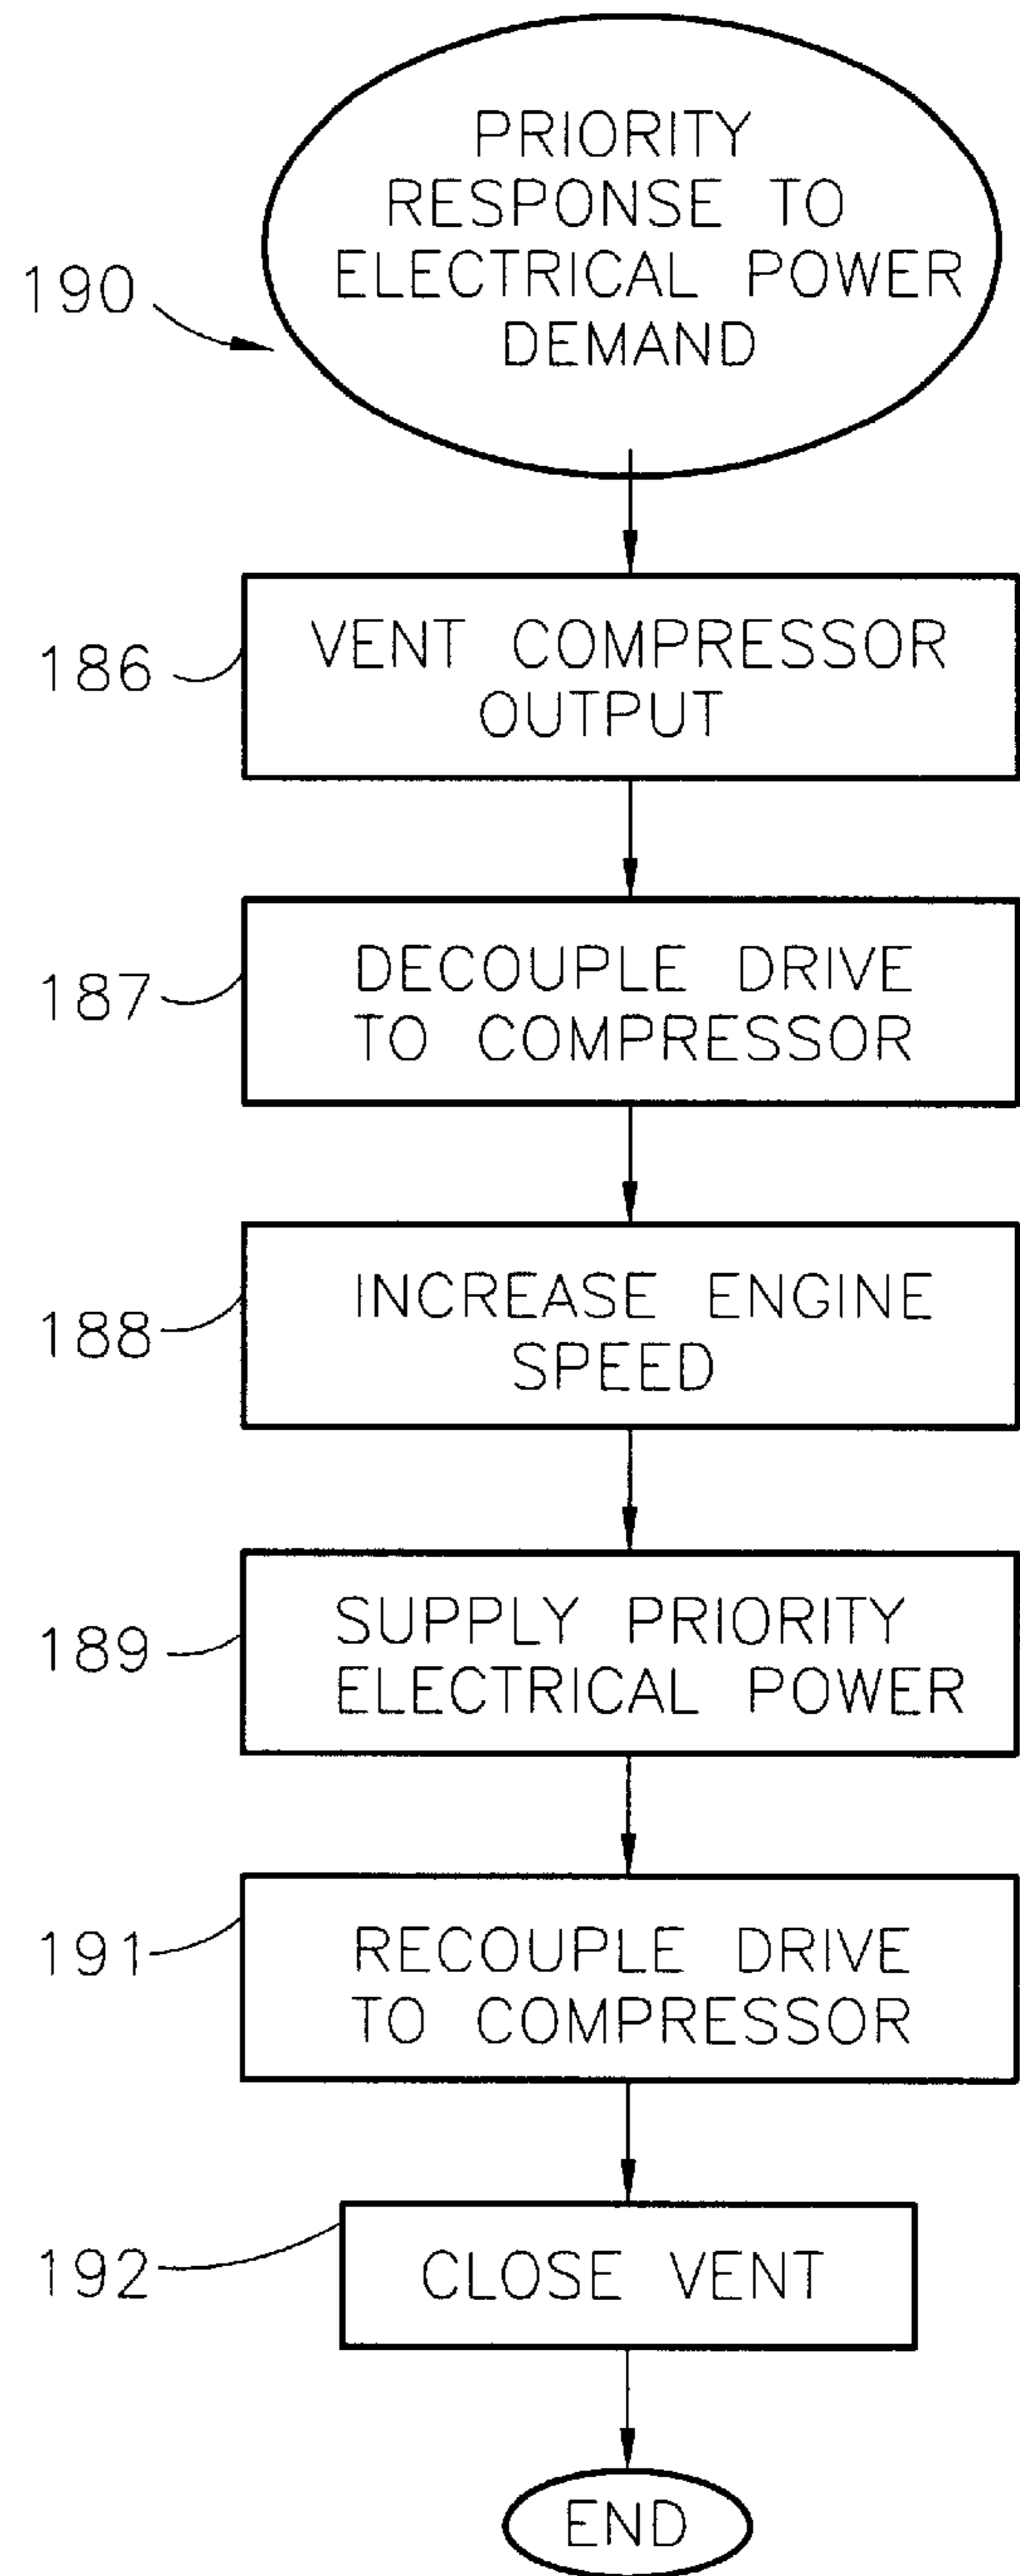 PRIORITY
RESPONSE TO
ELECTRICAL POWER
DEMAND
190
186
VENT COMPRESSOR
OUTPUT
187
DECOUPLE DRIVE
TO COMPRESSOR
188
INCREASE ENGINE
SPEED
189
SUPPLY PRIORITY
ELECTRICAL POWER
191
RECOUPLE DRIVE
TO COMPRESSOR
192
CLOSE VENT
END